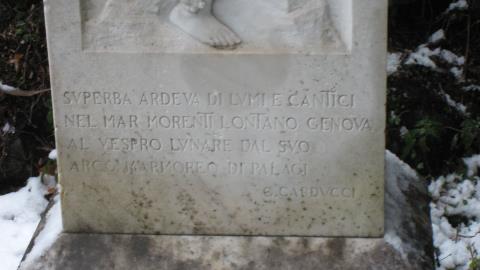 SVPERBA ARDEVA DI LVMI E CANTICI
NEL MAR MORENTI LONTANO GENOVA
AL VESPRO LVNARE DAL SVO
ARCO MARMOREO DI PALAGI
G. CARDVCCI